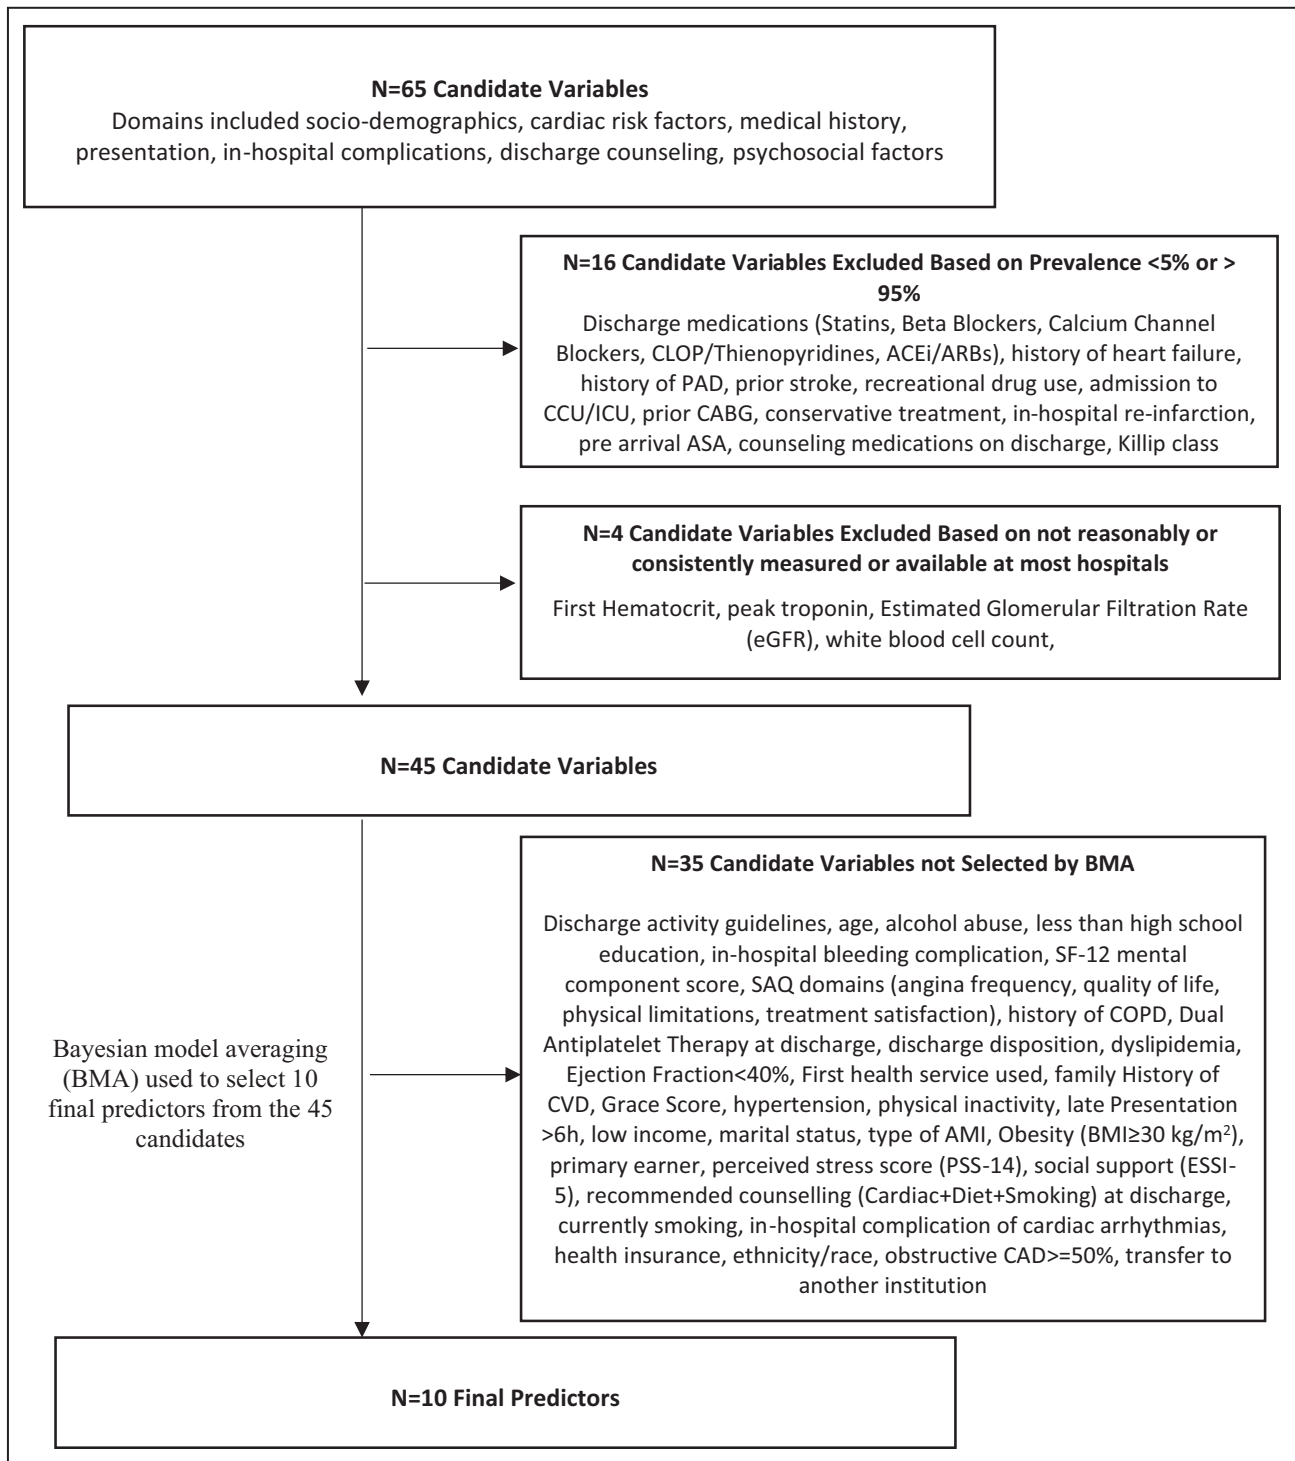 N=65 Candidate Variables
Domains included socio-demographics, cardiac risk factors, medical history,
presentation, in-hospital complications, discharge counseling, psychosocial factors
N=16 Candidate Variables Excluded Based on Prevalence <5% or >
95%
Discharge medications (Statins, Beta Blockers, Calcium Channel
Blockers, CLOP/Thienopyridines, ACEi/ARBs), history of heart failure,
history of PAD, prior stroke, recreational drug use, admission to
CCU/ICU, prior CABG, conservative treatment, in-hospital re-infarction,
pre arrival ASA, counseling medications on discharge, Killip class
N=4 Candidate Variables Excluded Based on not reasonably or
consistently measured or available at most hospitals
First Hematocrit, peak troponin, Estimated Glomerular Filtration Rate
(eGFR), white blood cell count,
N=45 Candidate Variables
N=35 Candidate Variables not Selected by BMA
Discharge activity guidelines, age, alcohol abuse, less than high school
education, in-hospital bleeding complication, SF-12 mental
component score, SAQ domains (angina frequency, quality of life,
physical limitations, treatment satisfaction), history of COPD, Dual
Antiplatelet Therapy at discharge, discharge disposition, dyslipidemia,
Ejection Fraction<40%, First health service used, family History of
CVD, Grace Score, hypertension, physical inactivity, late Presentation
>6h, low income, marital status, type of AMI, Obesity (BMI≥30 kg/m²),
primary earner, perceived stress score (PSS-14), social support (ESSI-
5), recommended counselling (Cardiac+Diet+Smoking) at discharge,
currently smoking, in-hospital complication of cardiac arrhythmias,
health insurance, ethnicity/race, obstructive CAD>=50%, transfer to
another institution
Bayesian model averaging
(BMA) used to select 10
final predictors from the 45
candidates
N=10 Final Predictors